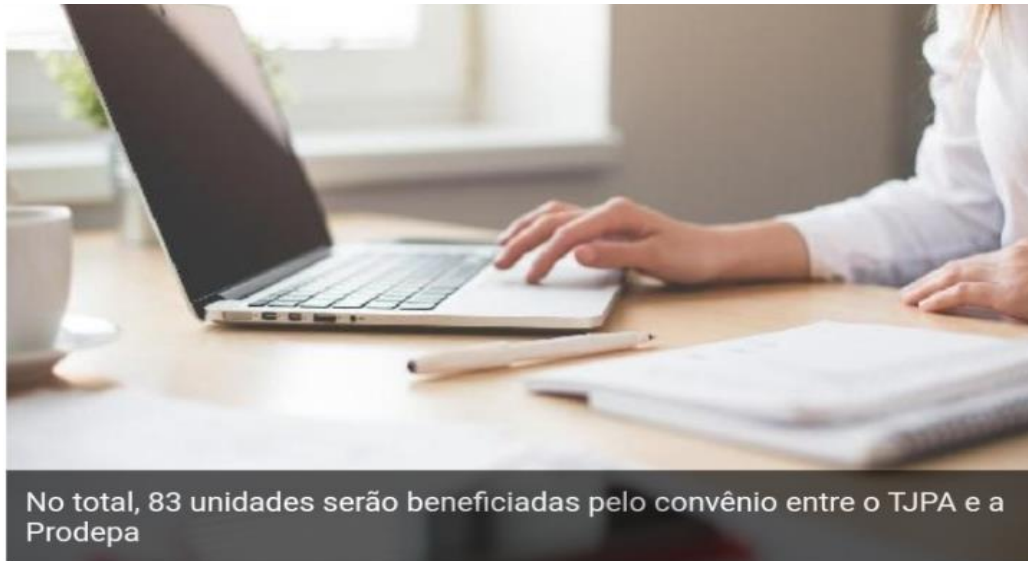 No total, 83 unidades serão beneficiadas pelo convênio entre o TJPA e a
Prodepa